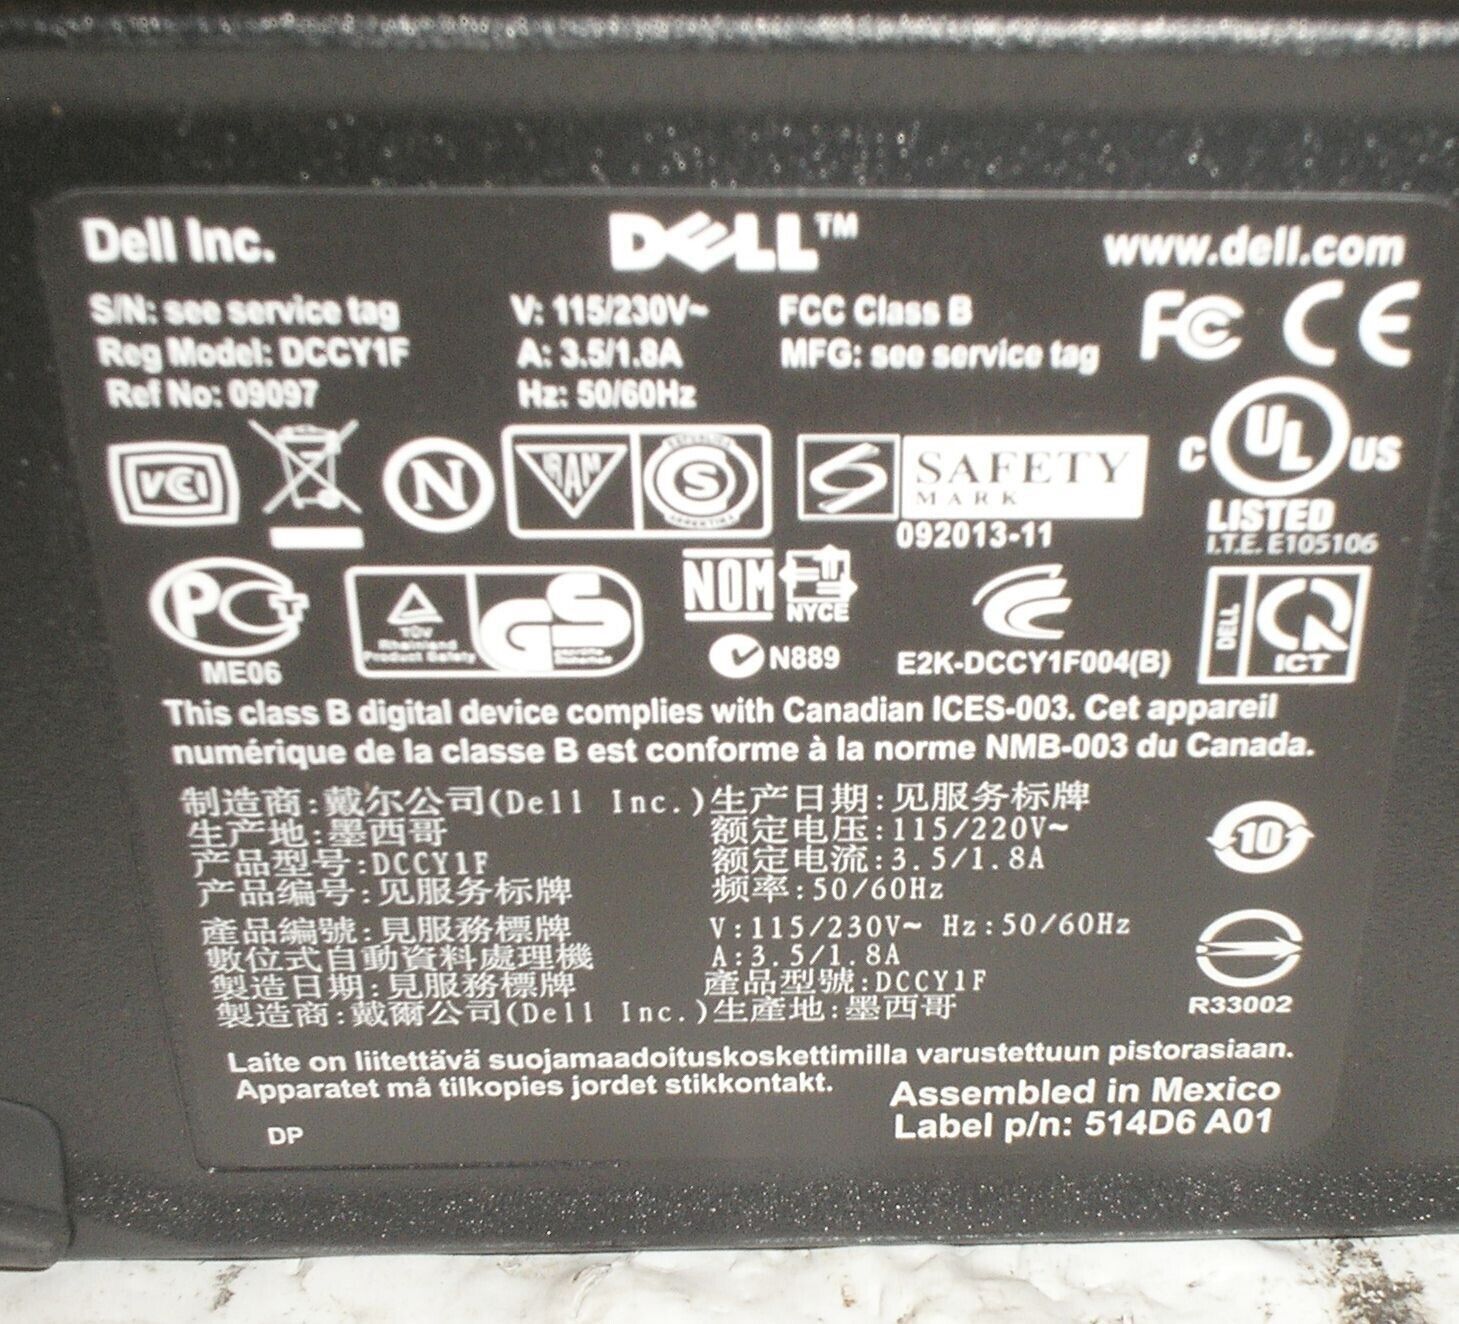 Dell Inc.
DELL™
www.dell.com
S/N: see service tag
V: 115/230V~
FCC Class B
Reg Model: DCCY1F
A: 3.5/1.8A
MFG: see service tag
Ref No: 09097
Hz: 50/60Hz
FC CE
VCI
N
IRAM
S
SAFETY
MARK
092013-11
C UL US
LISTED
I.T.E. E105106
PCT
ME06
TÜV
Rheinland
Product Safety
GS
geprüfte
Sicherheit
NOM
NYCE
N889
E2K-DCCY1F004(B)
DELL
ICT
This class B digital device complies with Canadian ICES-003. Cet appareil
numérique de la classe B est conforme à la norme NMB-003 du Canada.
制造商:戴尔公司(Dell Inc.)生产日期:见服务标牌
生产地:墨西哥 额定电压:115/220V~
产品型号:DCCY1F 额定电流:3.5/1.8A
产品编号:见服务标牌 频率:50/60Hz
10
產品編號:見服務標牌 V:115/230V~ Hz:50/60Hz
數位式自動資料處理機 A:3.5/1.8A
製造日期:見服務標牌 產品型號:DCCY1F
製造商:戴爾公司(Dell Inc.)生產地:墨西哥
R33002
Laite on liitettävä suojamaadoituskoskettimilla varustettuun pistorasiaan.
Apparatet må tilkopies jordet stikkontakt.
Assembled in Mexico
Label p/n: 514D6 A01
DP